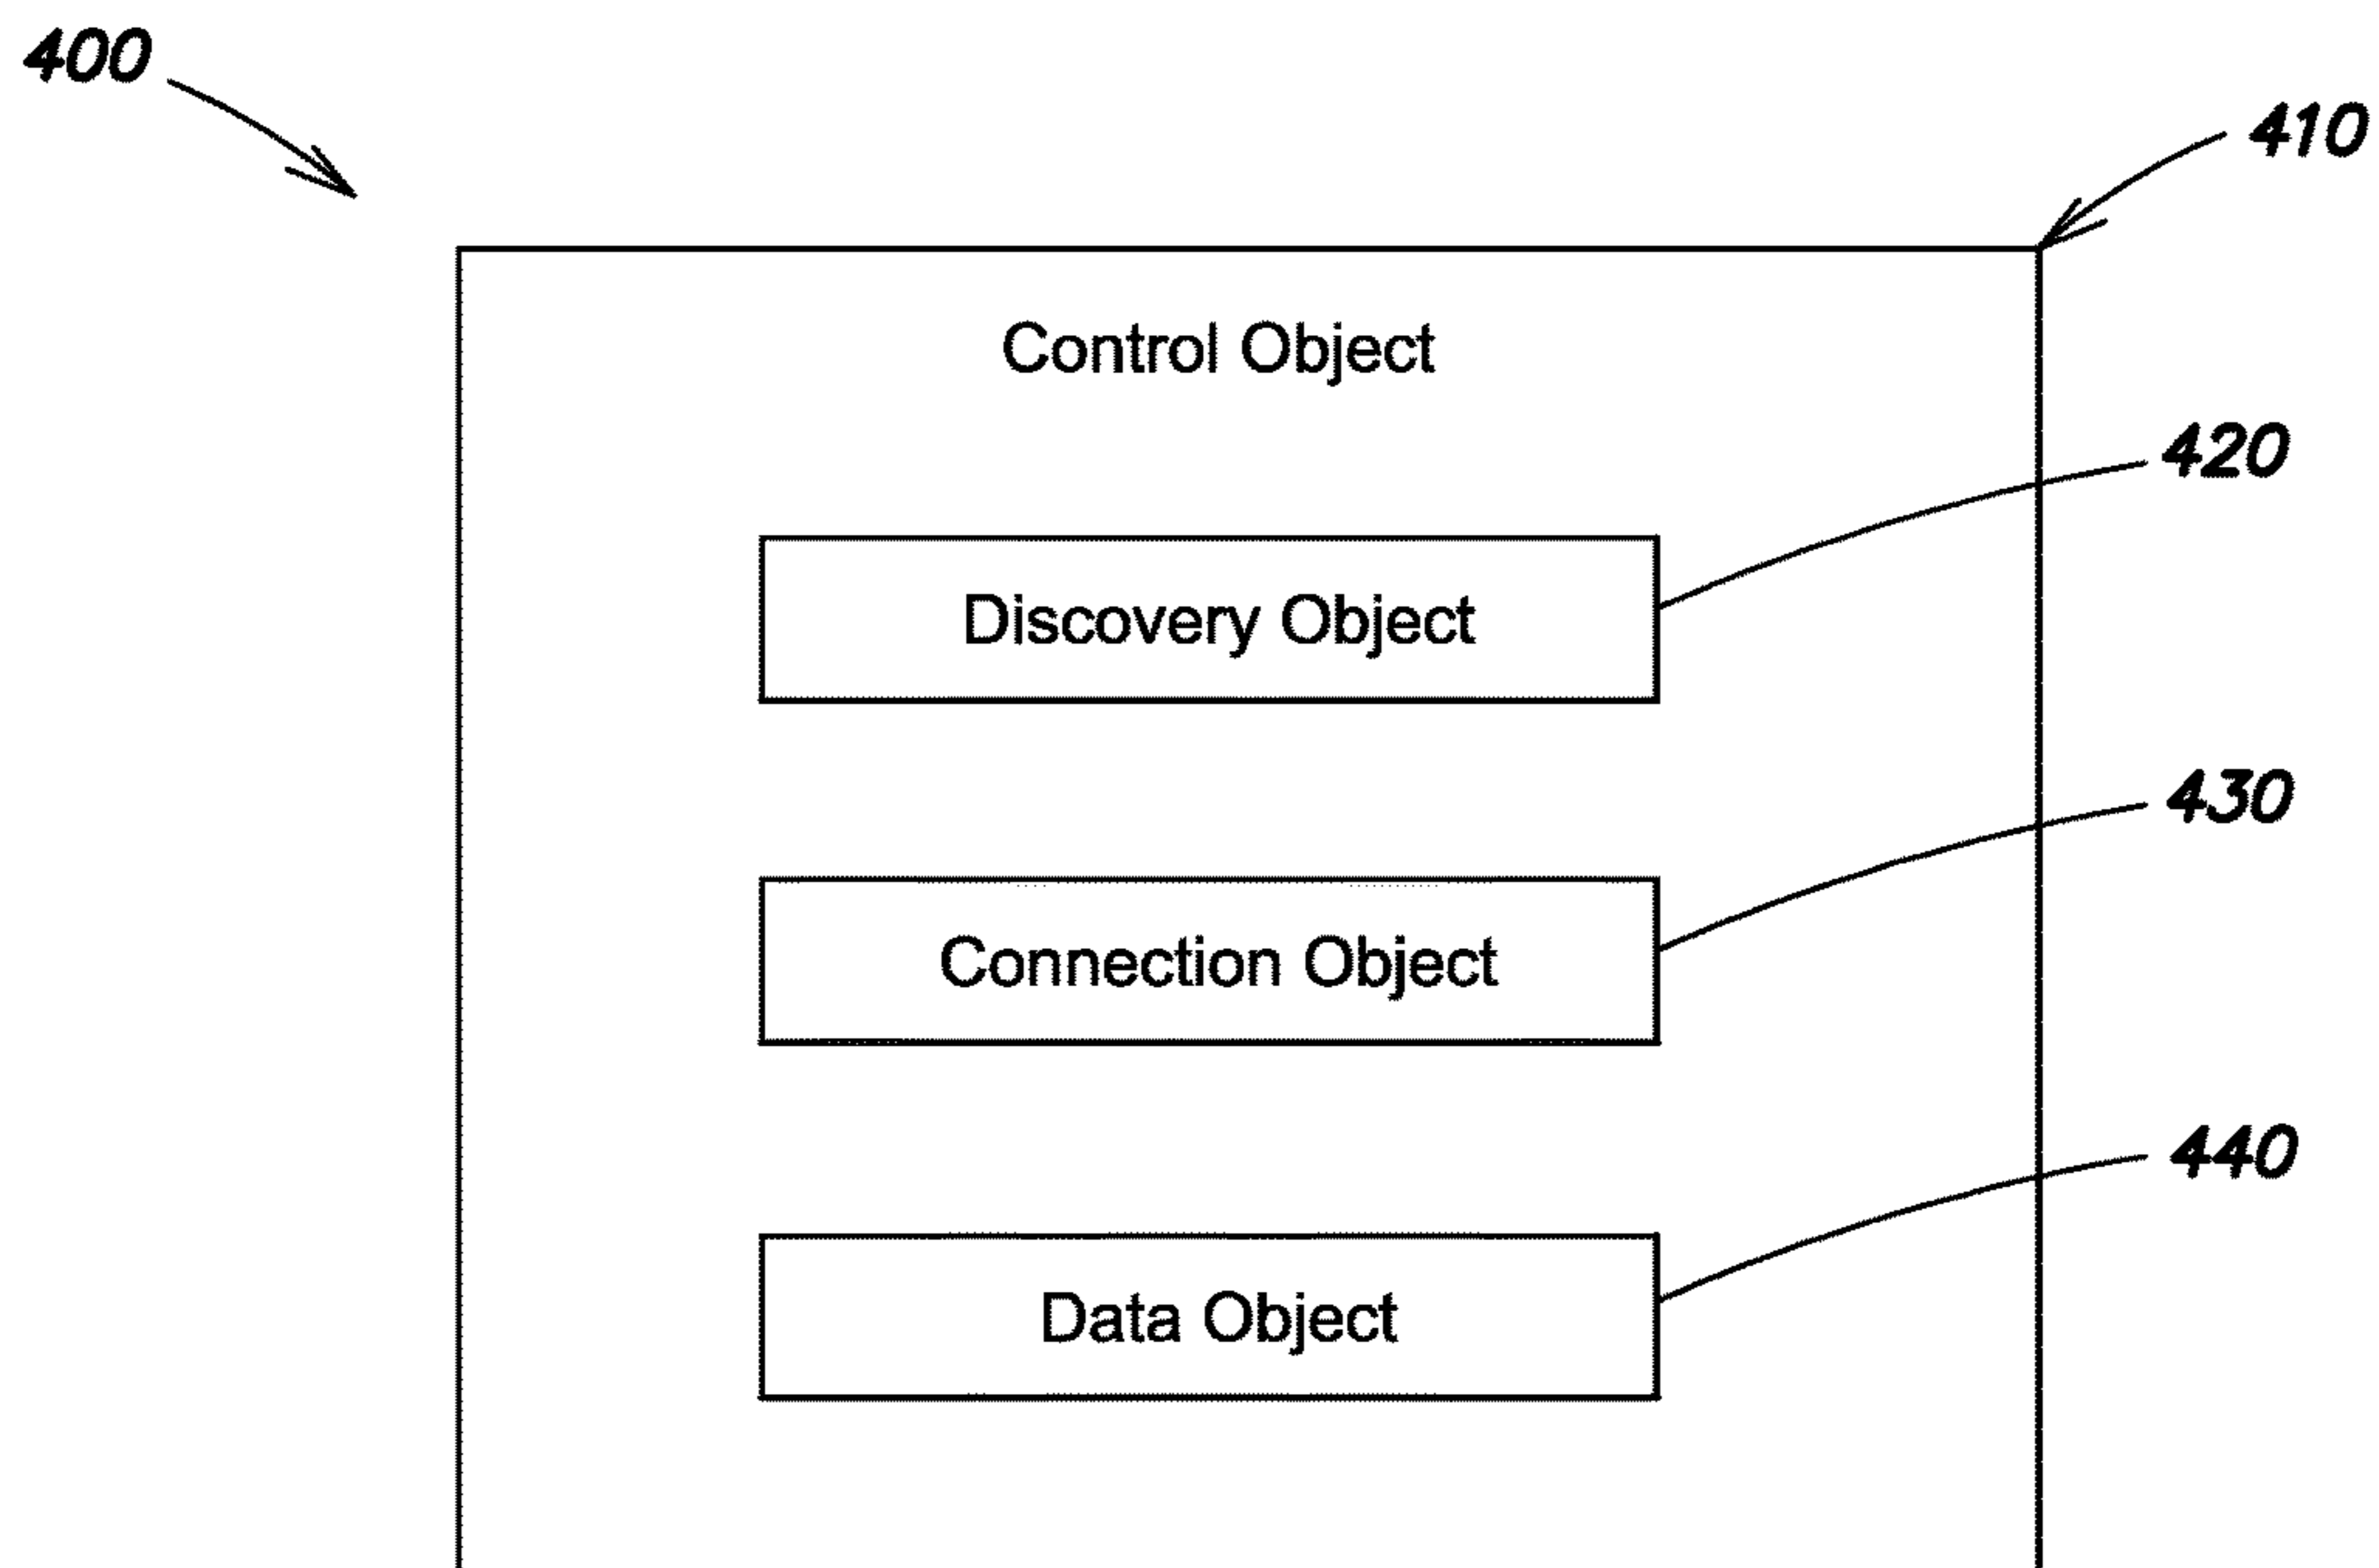 400
410
Control Object
420
Discovery Object
430
Connection Object
440
Data Object